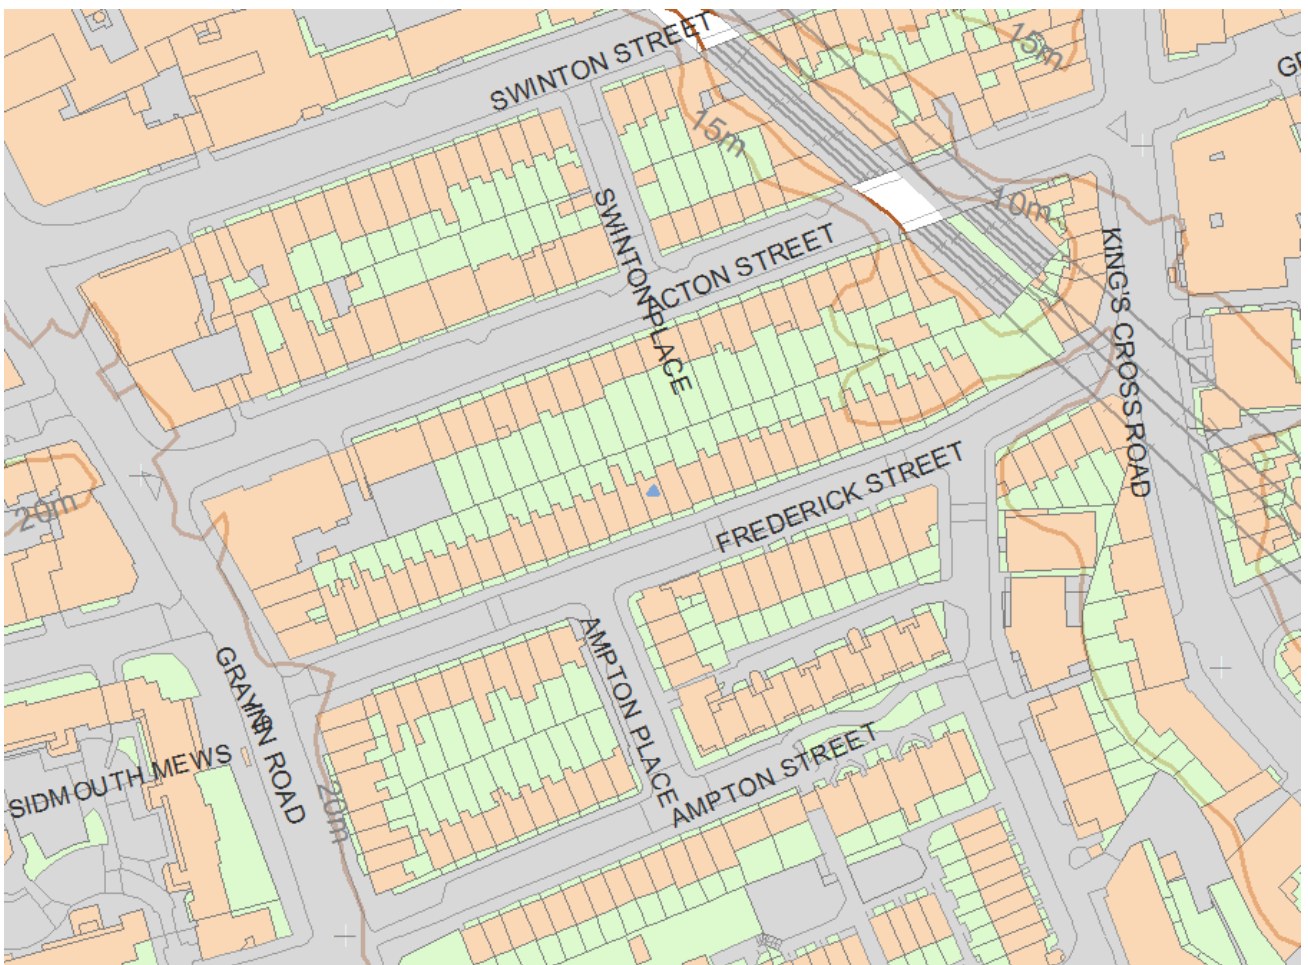 SWINTON STREET
15m
GR
15m
SWINTON PLACE
10m
ACTON STREET
KING'S CROSS ROAD
20m
FREDERICK STREET
AMPTON PLACE
GRAY'S INN ROAD
SIDMOUTH MEWS
AMPTON STREET
20m